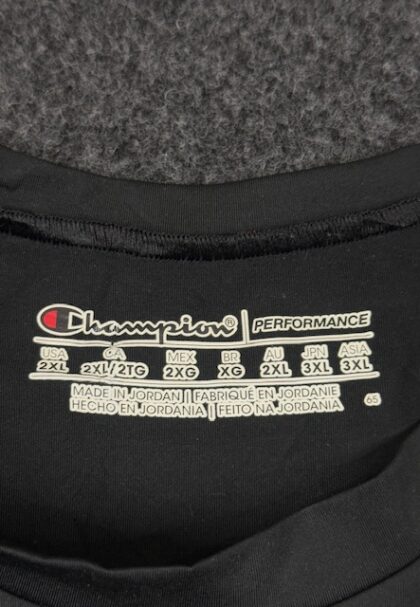 Champion® | PERFORMANCE
USA CA MEX BR AU JPN ASIA
2XL 2XL/2TG 2XG XG 2XL 3XL 3XL
MADE IN JORDAN | FABRIQUÉ EN JORDANIE
HECHO EN JORDANIA | FEITO NA JORDANIA
65